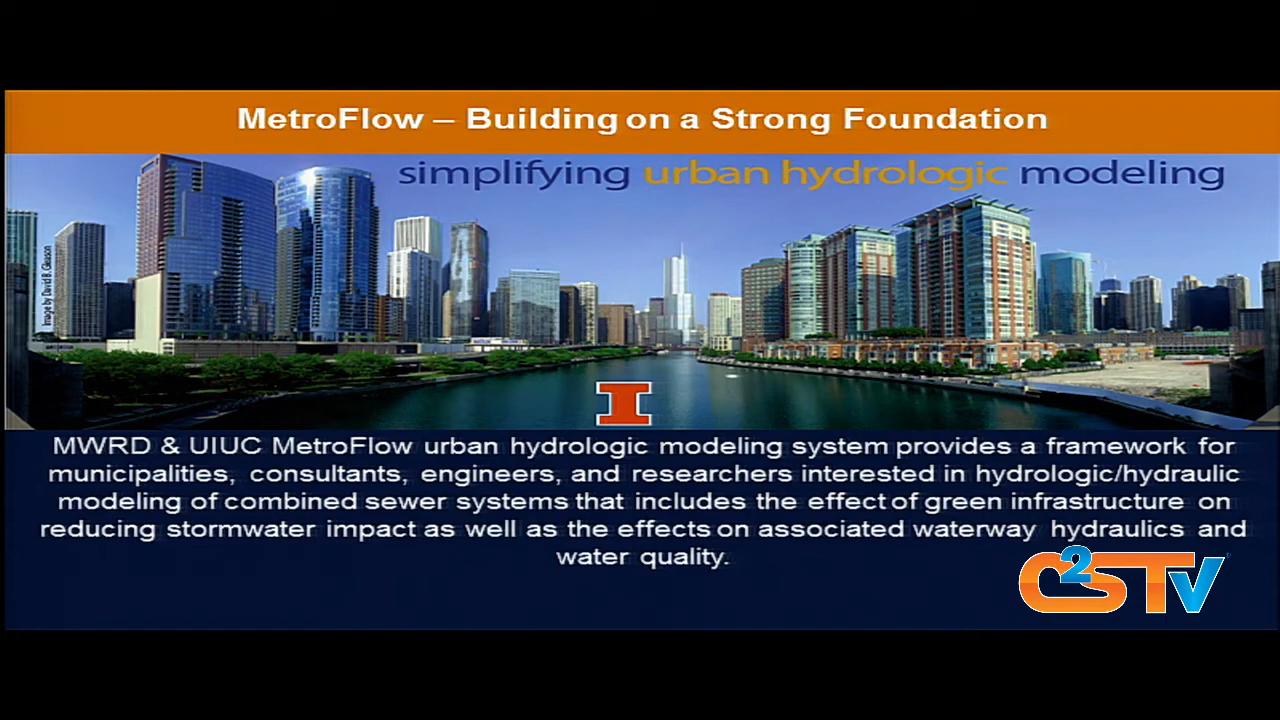 MetroFlow – Building on a Strong Foundation
simplifying urban hydrologic modeling
Image by David B. Gleason
I
MWRD & UIUC MetroFlow urban hydrologic modeling system provides a framework for
municipalities, consultants, engineers, and researchers interested in hydrologic/hydraulic
modeling of combined sewer systems that includes the effect of green infrastructure on
reducing stormwater impact as well as the effects on associated waterway hydraulics and
water quality.
C2STV